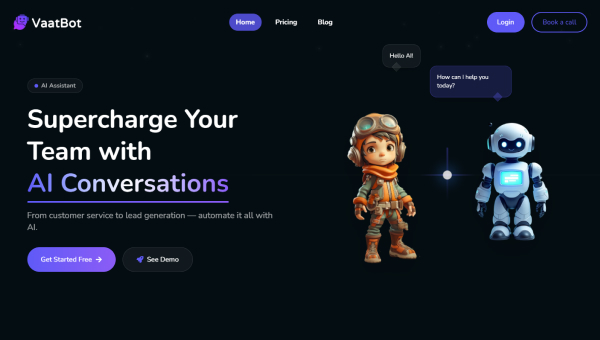 VaatBot
Home
Pricing
Blog
Login
Book a call
Hello AI!
How can I help you
today?
AI Assistant
Supercharge Your
Team with
AI Conversations
From customer service to lead generation — automate it all with
AI.
Get Started Free →
See Demo